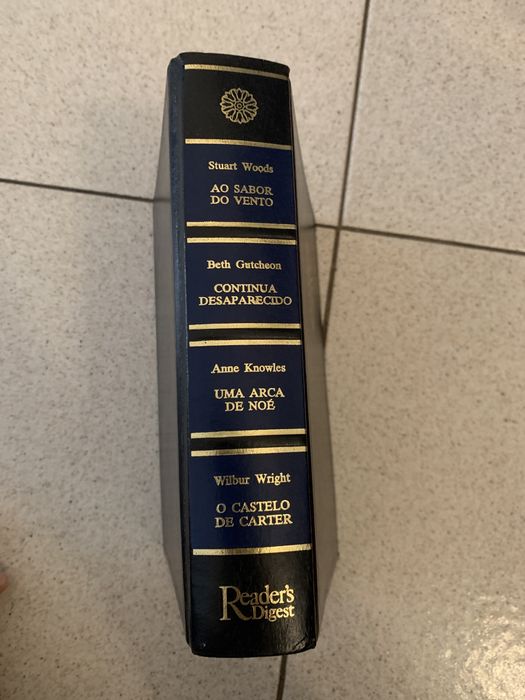 Stuart Woods
AO SABOR
DO VENTO
Beth Gutcheon
CONTINUA
DESAPARECIDO
Anne Knowles
UMA ARCA
DE NOÉ
Wilbur Wright
O CASTELO
DE CARTER
Reader's
Digest